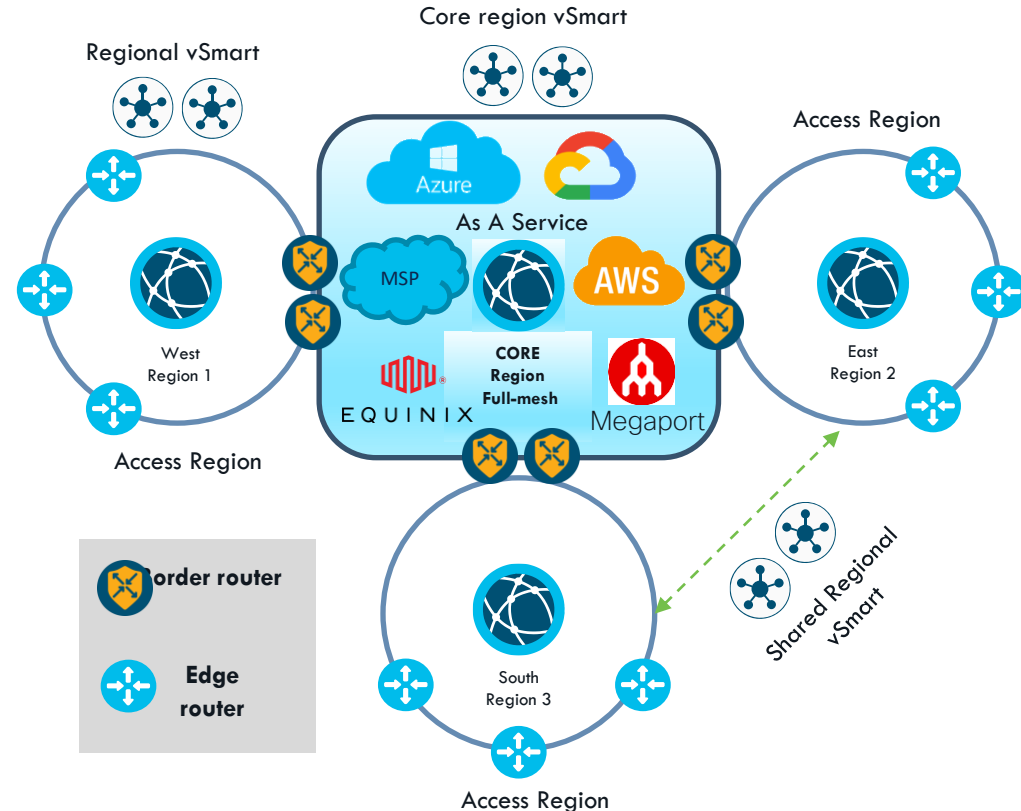 Core region vSmart
Regional vSmart
Access Region
Azure
As A Service
MSP
AWS
West
Region 1
CORE
Region
Full-mesh
East
Region 2
EQUINIX
®
Megaport
Access Region
Border router
Edge
router
South
Region 3
Shared Regional
vSmart
Access Region